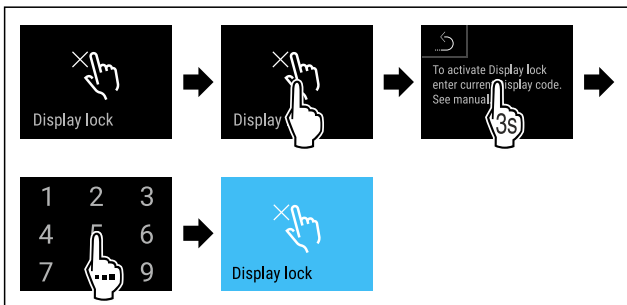 Display lock
Display
To activate Display lock
enter current Display code.
See manual
3s
1 2 3
4 5 6
7 9
Display lock